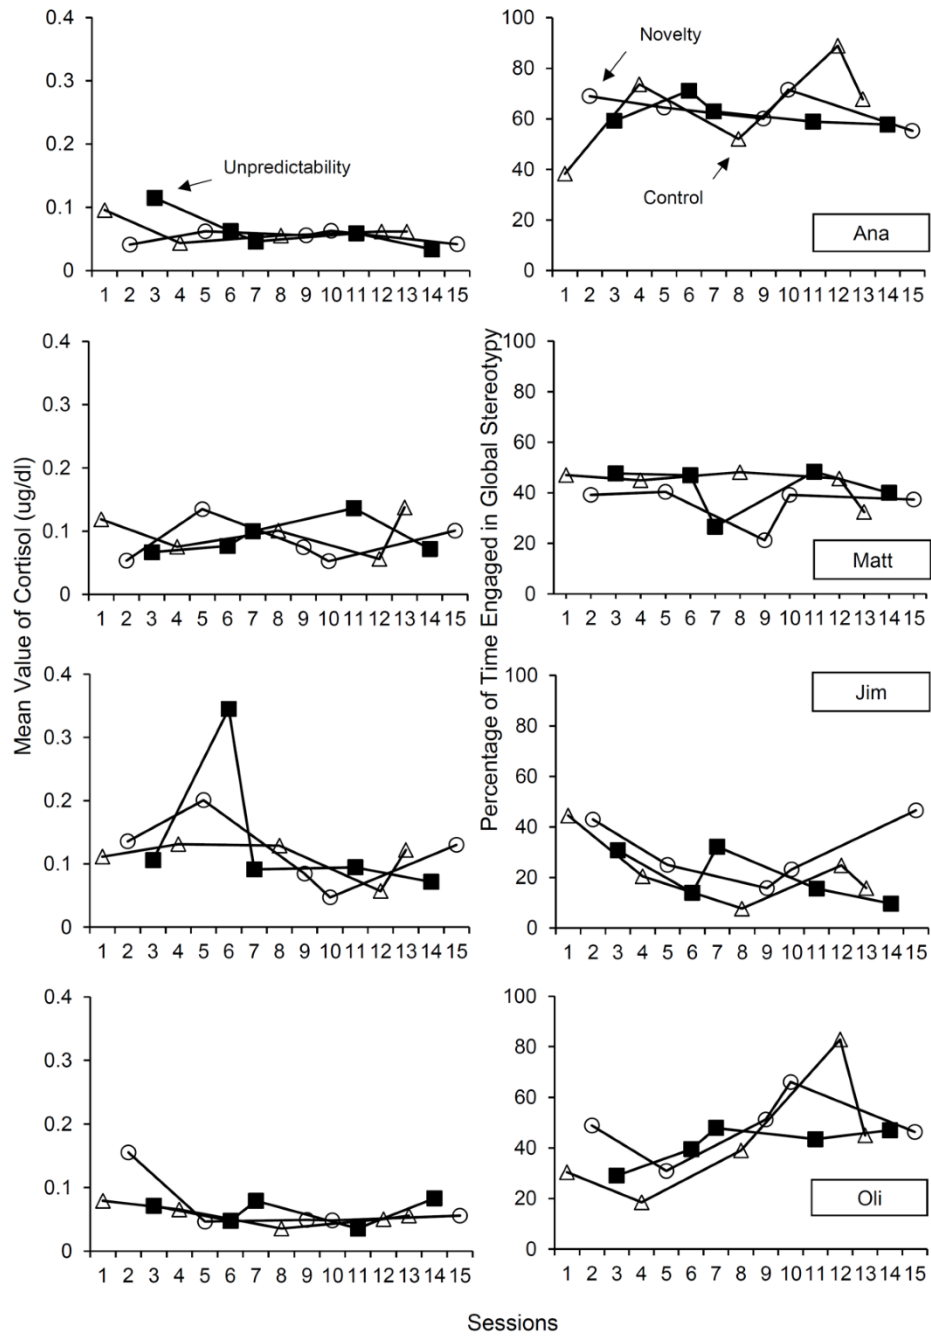 Mean Value of Cortisol (ug/dl)
0.4
0.3
0.2
0.1
0
Unpredictability
1 2 3 4 5 6 7 8 9 10 11 12 13 14 15
Percentage of Time Engaged in Global Stereotypy
100
80
60
40
20
0
Novelty
Control
Ana
1 2 3 4 5 6 7 8 9 10 11 12 13 14 15
0.4
0.3
0.2
0.1
0
1 2 3 4 5 6 7 8 9 10 11 12 13 14 15
100
80
60
40
20
0
Matt
1 2 3 4 5 6 7 8 9 10 11 12 13 14 15
0.4
0.3
0.2
0.1
0
1 2 3 4 5 6 7 8 9 10 11 12 13 14 15
100
80
60
40
20
0
Jim
1 2 3 4 5 6 7 8 9 10 11 12 13 14 15
0.4
0.3
0.2
0.1
0
1 2 3 4 5 6 7 8 9 10 11 12 13 14 15
100
80
60
40
20
0
Oli
1 2 3 4 5 6 7 8 9 10 11 12 13 14 15
Sessions